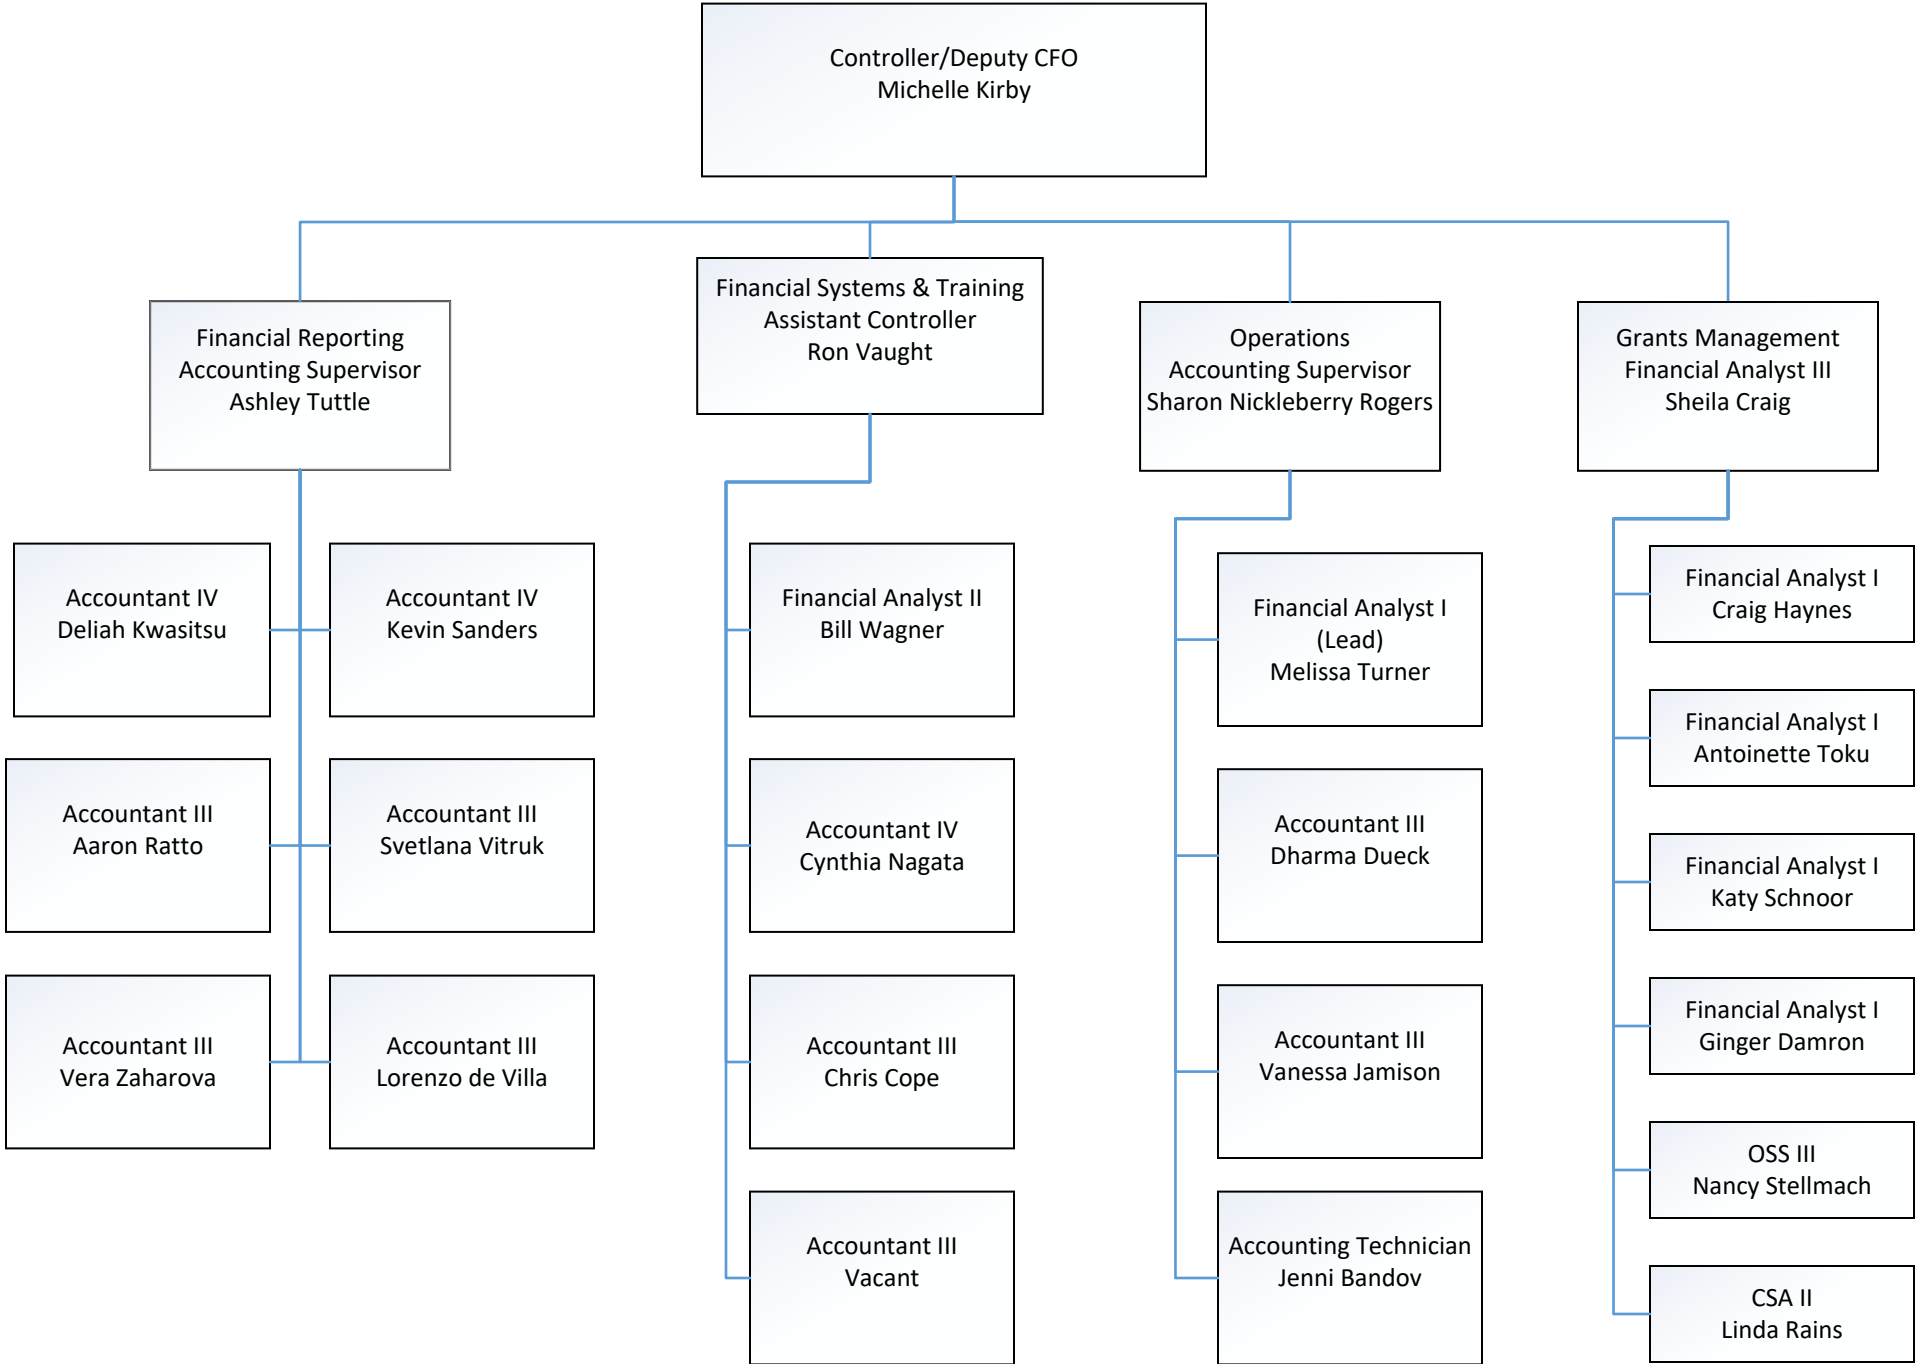 Controller/Deputy CFO
Michelle Kirby
Financial Reporting
Accounting Supervisor
Ashley Tuttle
Financial Systems & Training
Assistant Controller
Ron Vaught
Operations
Accounting Supervisor
Sharon Nickleberry Rogers
Grants Management
Financial Analyst III
Sheila Craig
Accountant IV
Deliah Kwasitsu
Accountant IV
Kevin Sanders
Accountant III
Aaron Ratto
Accountant III
Svetlana Vitruk
Accountant III
Vera Zaharova
Accountant III
Lorenzo de Villa
Financial Analyst II
Bill Wagner
Accountant IV
Cynthia Nagata
Accountant III
Chris Cope
Accountant III
Vacant
Financial Analyst I
(Lead)
Melissa Turner
Accountant III
Dharma Dueck
Accountant III
Vanessa Jamison
Accounting Technician
Jenni Bandov
Financial Analyst I
Craig Haynes
Financial Analyst I
Antoinette Toku
Financial Analyst I
Katy Schnoor
Financial Analyst I
Ginger Damron
OSS III
Nancy Stellmach
CSA II
Linda Rains